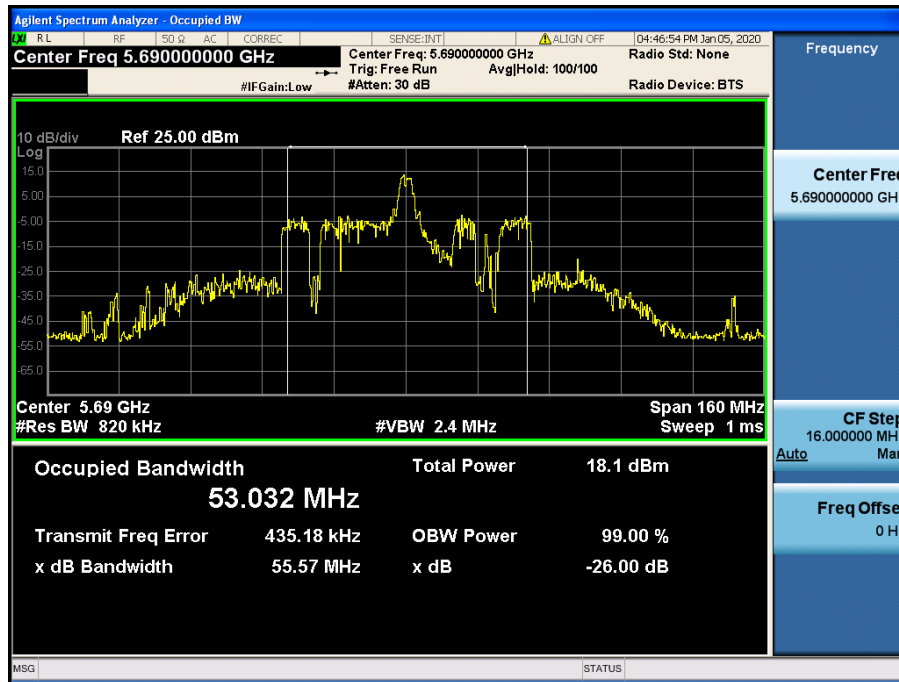 Agilent Spectrum Analyzer - Occupied BW
LXI RL RF 50 Ω AC CORREC SENSE:INT ALIGN OFF 04:46:54 PM Jan 05, 2020
Center Freq 5.690000000 GHz
Center Freq: 5.690000000 GHz
Radio Std: None
Trig: Free Run Avg|Hold: 100/100
#IFGain:Low
#Atten: 30 dB
Radio Device: BTS
10 dB/div Ref 25.00 dBm
Log
15.0
5.00
-5.00
-15.0
-25.0
-35.0
-45.0
-55.0
-65.0
Center 5.69 GHz Span 160 MHz
#Res BW 820 kHz #VBW 2.4 MHz Sweep 1 ms
Occupied Bandwidth
53.032 MHz
Total Power 18.1 dBm
Transmit Freq Error 435.18 kHz OBW Power 99.00 %
x dB Bandwidth 55.57 MHz x dB -26.00 dB
MSG STATUS
Frequency
Center Fre
5.690000000 GH
CF Step
16.000000 MH
Auto Ma
Freq Offse
0 H